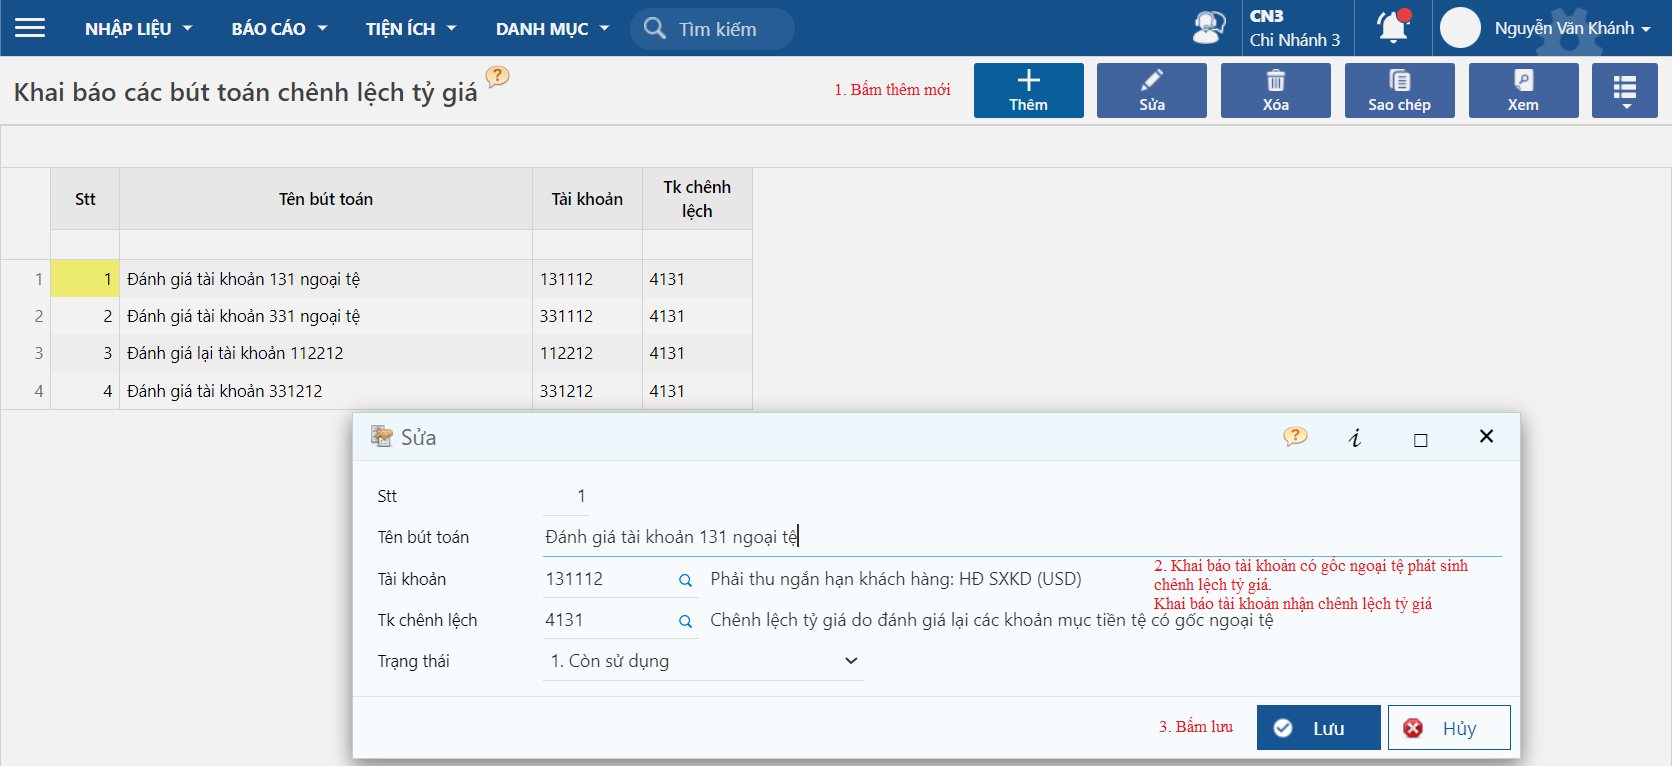 NHẬP LIỆU BÁO CÁO TIỆN ÍCH DANH MỤC Tìm kiếm CN3 Nguyễn Văn Khánh
Chi Nhánh 3
Khai báo các bút toán chênh lệch tỷ giá ? 1. Bấm thêm mới Thêm Sửa Xóa Sao chép Xem
Stt Tên bút toán Tài khoản Tk chênh lệch
1 1 Đánh giá tài khoản 131 ngoại tệ 131112 4131
2 2 Đánh giá tài khoản 331 ngoại tệ 331112 4131
3 3 Đánh giá lại tài khoản 112212 112212 4131
4 4 Đánh giá tài khoản 331212 331212 4131
Sửa ? i
Stt 1
Tên bút toán Đánh giá tài khoản 131 ngoại tệ
Tài khoản 131112 Phải thu ngắn hạn khách hàng: HĐ SXKD (USD)
2. Khai báo tài khoản có gốc ngoại tệ phát sinh
chênh lệch tỷ giá.
Khai báo tài khoản nhận chênh lệch tỷ giá
Tk chênh lệch 4131 Chênh lệch tỷ giá do đánh giá lại các khoản mục tiền tệ có gốc ngoại tệ
Trạng thái 1. Còn sử dụng
3. Bấm lưu Lưu Hủy